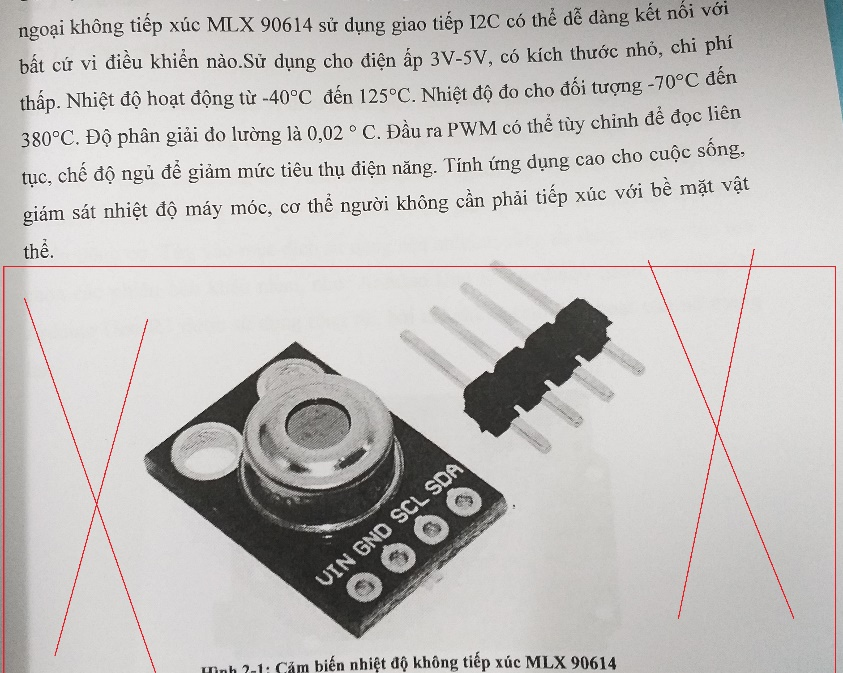 ngoại không tiếp xúc MLX 90614 sử dụng giao tiếp I2C có thể dễ dàng kết nối với
bất cứ vi điều khiển nào.Sử dụng cho điện ấp 3V-5V, có kích thước nhỏ, chi phí
thấp. Nhiệt độ hoạt động từ -40°C đến 125°C. Nhiệt độ đo cho đối tượng -70°C đến
380°C. Độ phân giải đo lường là 0,02 ° C. Đầu ra PWM có thể tùy chỉnh để đọc liên
tục, chế độ ngủ để giảm mức tiêu thụ điện năng. Tính ứng dụng cao cho cuộc sống,
giám sát nhiệt độ máy móc, cơ thể người không cần phải tiếp xúc với bề mặt vật
thể.
VIN GND SCL SDA
Hình 2-1: Cảm biến nhiệt độ không tiếp xúc MLX 90614